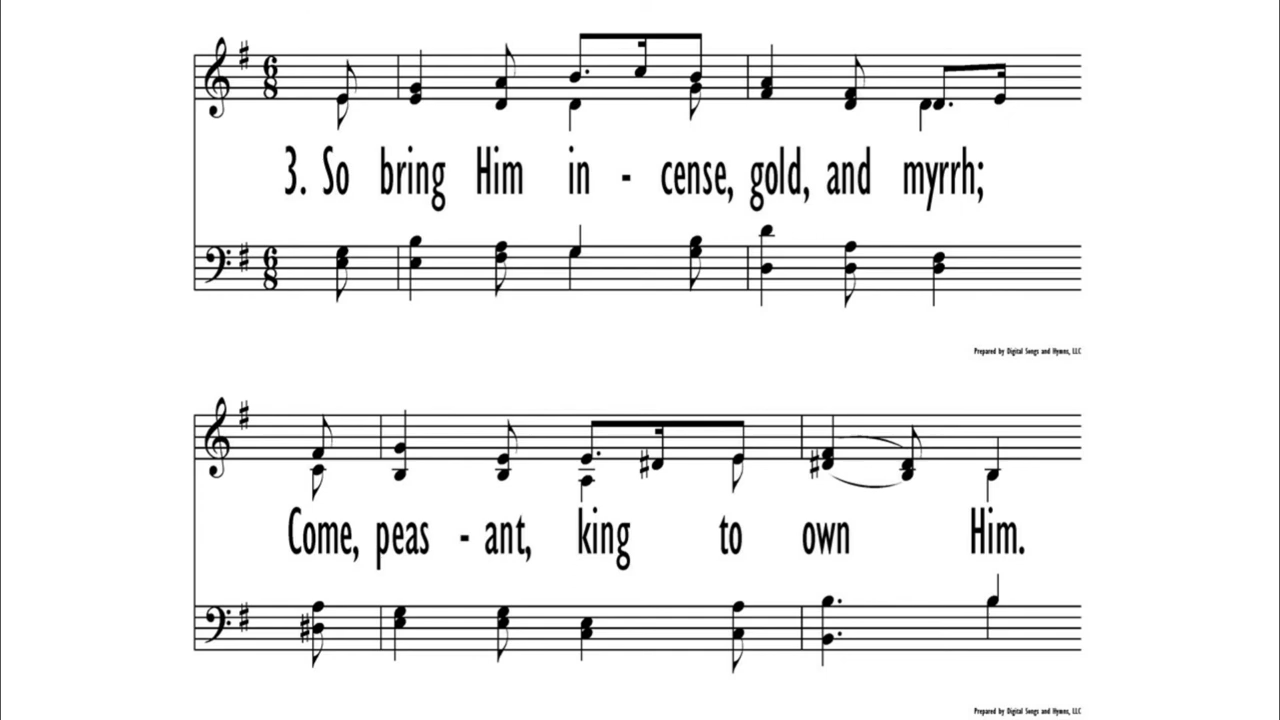 3. So bring Him in - cense, gold, and myrrh;
Prepared by Digital Songs and Hymns, LLC
Come, peas - ant, king to own Him.
Prepared by Digital Songs and Hymns, LLC